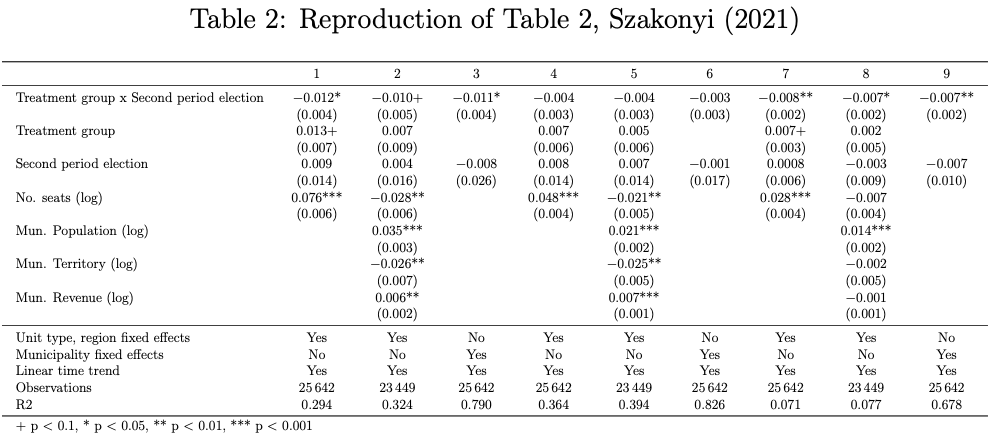 Table 2: Reproduction of Table 2, Szakonyi (2021)
1 2 3 4 5 6 7 8 9
Treatment group x Second period election −0.012* −0.010+ −0.011* −0.004 −0.004 −0.003 −0.008** −0.007* −0.007**
(0.004) (0.005) (0.004) (0.003) (0.003) (0.003) (0.002) (0.002) (0.002)
Treatment group 0.013+ 0.007 0.007 0.005 0.007+ 0.002
(0.007) (0.009) (0.006) (0.006) (0.003) (0.005)
Second period election 0.009 0.004 −0.008 0.008 0.007 −0.001 0.0008 −0.003 −0.007
(0.014) (0.016) (0.026) (0.014) (0.014) (0.017) (0.006) (0.009) (0.010)
No. seats (log) 0.076*** −0.028** 0.048*** −0.021** 0.028*** −0.007
(0.006) (0.006) (0.004) (0.005) (0.004) (0.004)
Mun. Population (log) 0.035*** 0.021*** 0.014***
(0.003) (0.002) (0.002)
Mun. Territory (log) −0.026** −0.025** −0.002
(0.007) (0.005) (0.005)
Mun. Revenue (log) 0.006** 0.007*** −0.001
(0.002) (0.001) (0.001)
Unit type, region fixed effects Yes Yes No Yes Yes No Yes Yes No
Municipality fixed effects No No Yes No No Yes No No Yes
Linear time trend Yes Yes Yes Yes Yes Yes Yes Yes Yes
Observations 25 642 23 449 25 642 25 642 23 449 25 642 25 642 23 449 25 642
R2 0.294 0.324 0.790 0.364 0.394 0.826 0.071 0.077 0.678
+ p < 0.1, * p < 0.05, ** p < 0.01, *** p < 0.001